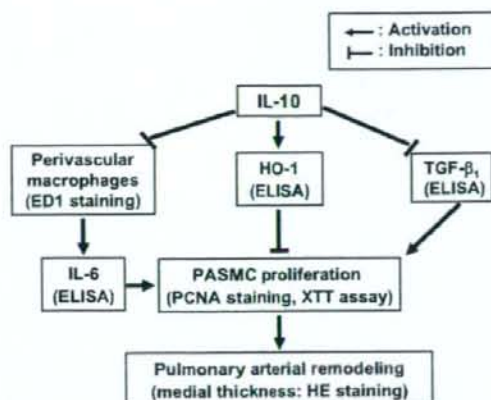 : Activation
: Inhibition
IL-10
Perivascular
macrophages
(ED1 staining)
HO-1
(ELISA)
TGF-β₁
(ELISA)
IL-6
(ELISA)
PASMC proliferation
(PCNA staining, XTT assay)
Pulmonary arterial remodeling
(medial thickness: HE staining)